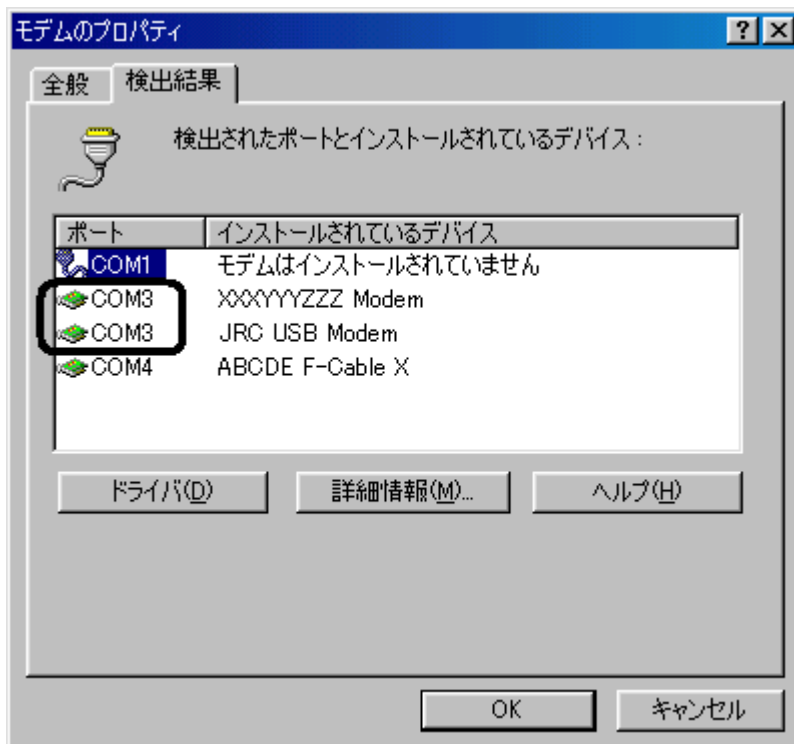 モデムのプロパティ
全般 検出結果
検出されたポートとインストールされているデバイス :
ポート インストールされているデバイス
COM1 モデムはインストールされていません
COM3 XXXYYYZZZ Modem
COM3 JRC USB Modem
COM4 ABCDE F-Cable X
ドライバ(D) 詳細情報(M)... ヘルプ(H)
OK キャンセル